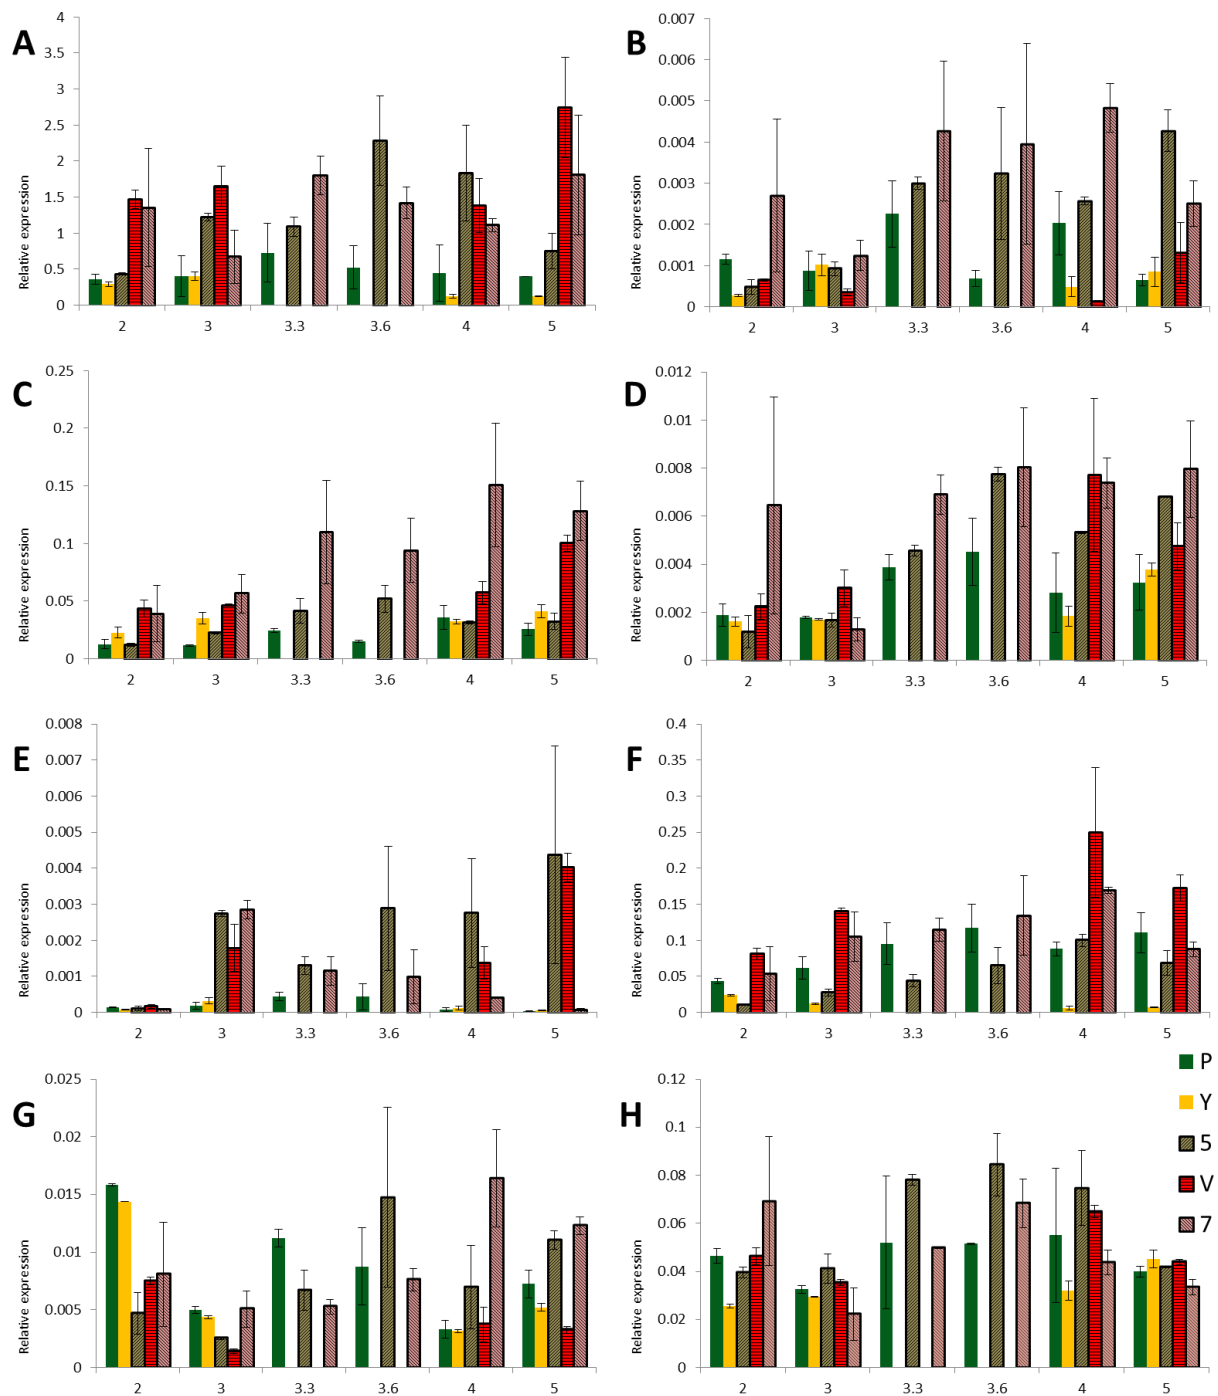 A
Relative expression
4
3.5
3
2.5
2
1.5
1
0.5
0
2 3 3.3 3.6 4 5
B
Relative expression
0.007
0.006
0.005
0.004
0.003
0.002
0.001
0
2 3 3.3 3.6 4 5
C
Relative expression
0.25
0.2
0.15
0.1
0.05
0
2 3 3.3 3.6 4 5
D
Relative expression
0.012
0.01
0.008
0.006
0.004
0.002
0
2 3 3.3 3.6 4 5
E
Relative expression
0.008
0.007
0.006
0.005
0.004
0.003
0.002
0.001
0
2 3 3.3 3.6 4 5
F
Relative expression
0.4
0.35
0.3
0.25
0.2
0.15
0.1
0.05
0
2 3 3.3 3.6 4 5
G
Relative expression
0.025
0.02
0.015
0.01
0.005
0
2 3 3.3 3.6 4 5
H
Relative expression
0.12
0.1
0.08
0.06
0.04
0.02
0
2 3 3.3 3.6 4 5
P
Y
5
V
7